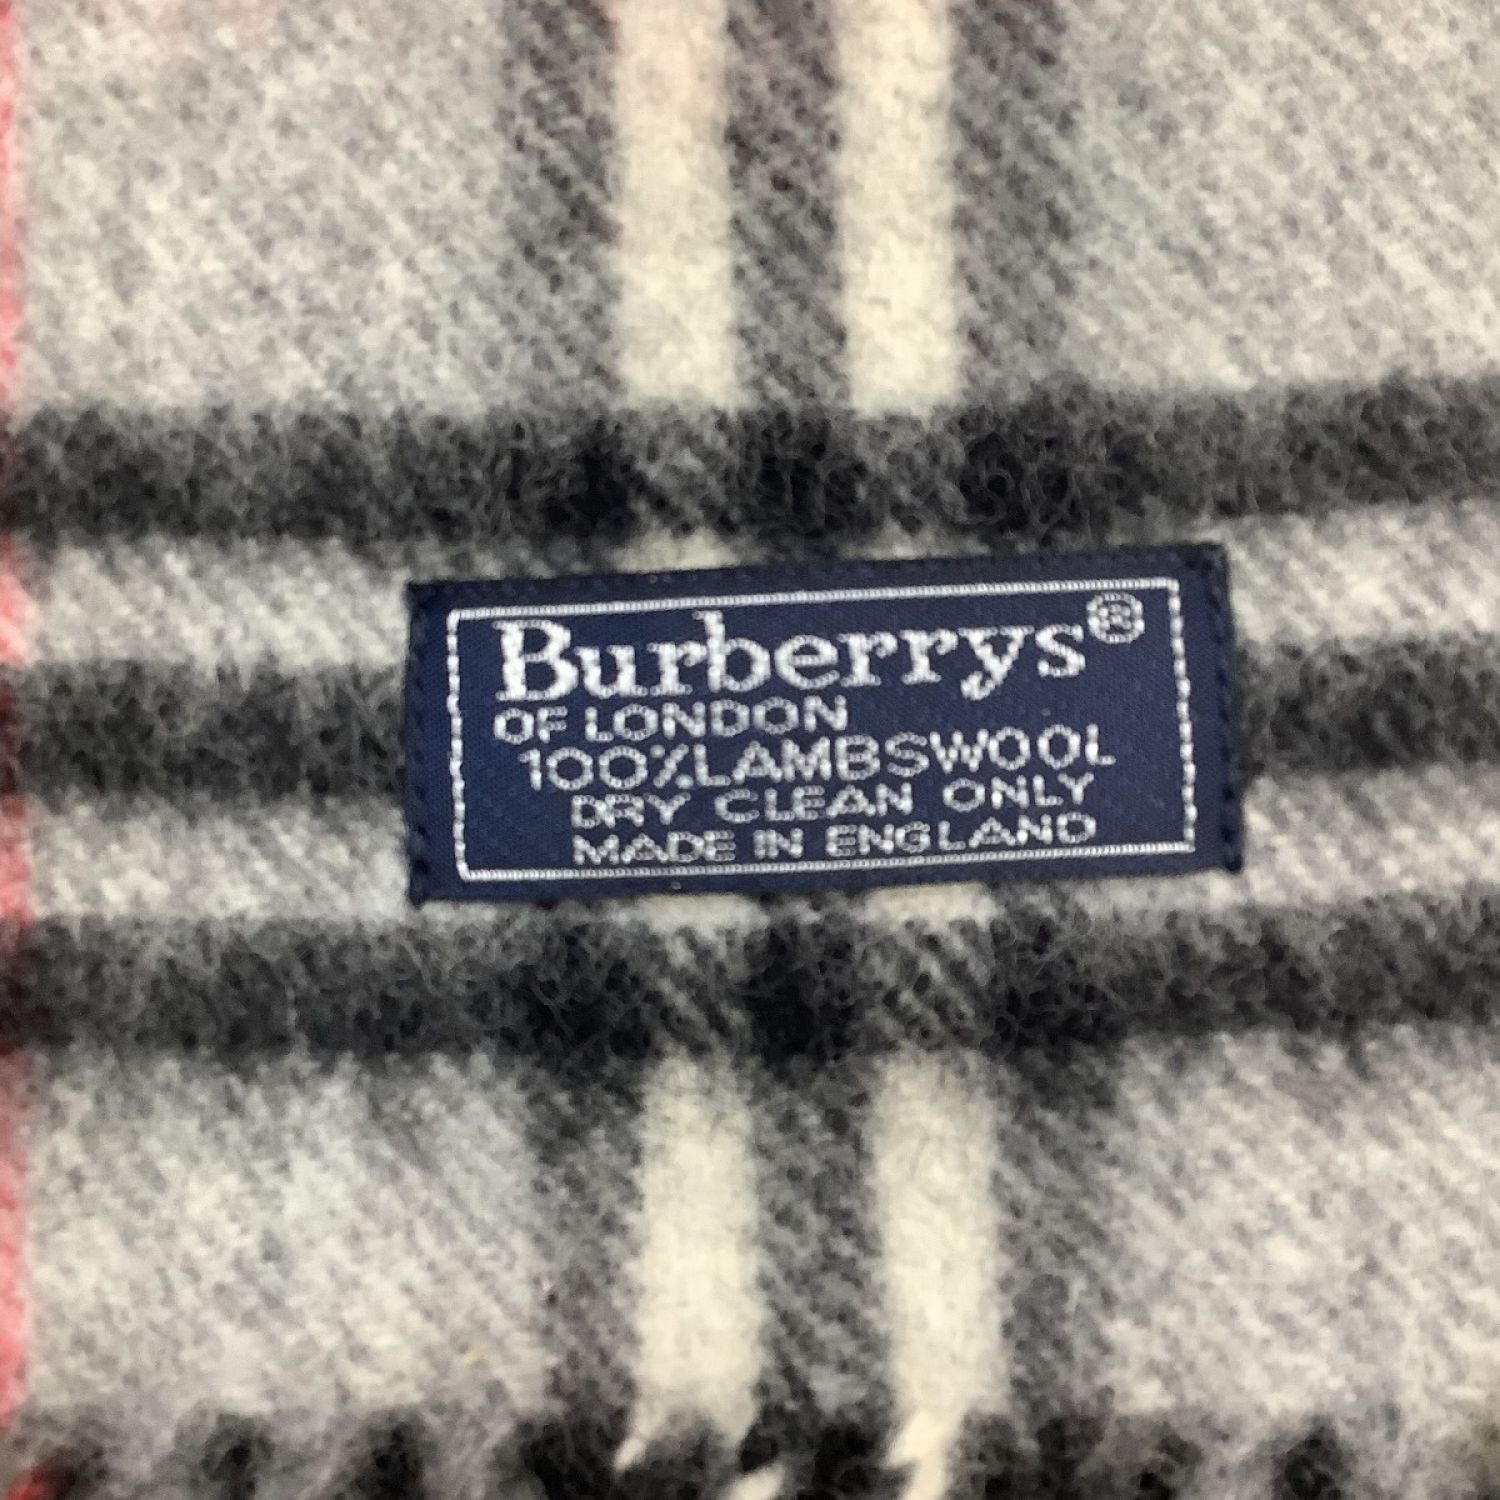 Burberrys®
OF LONDON
100% LAMBSWOOL
DRY CLEAN ONLY
MADE IN ENGLAND